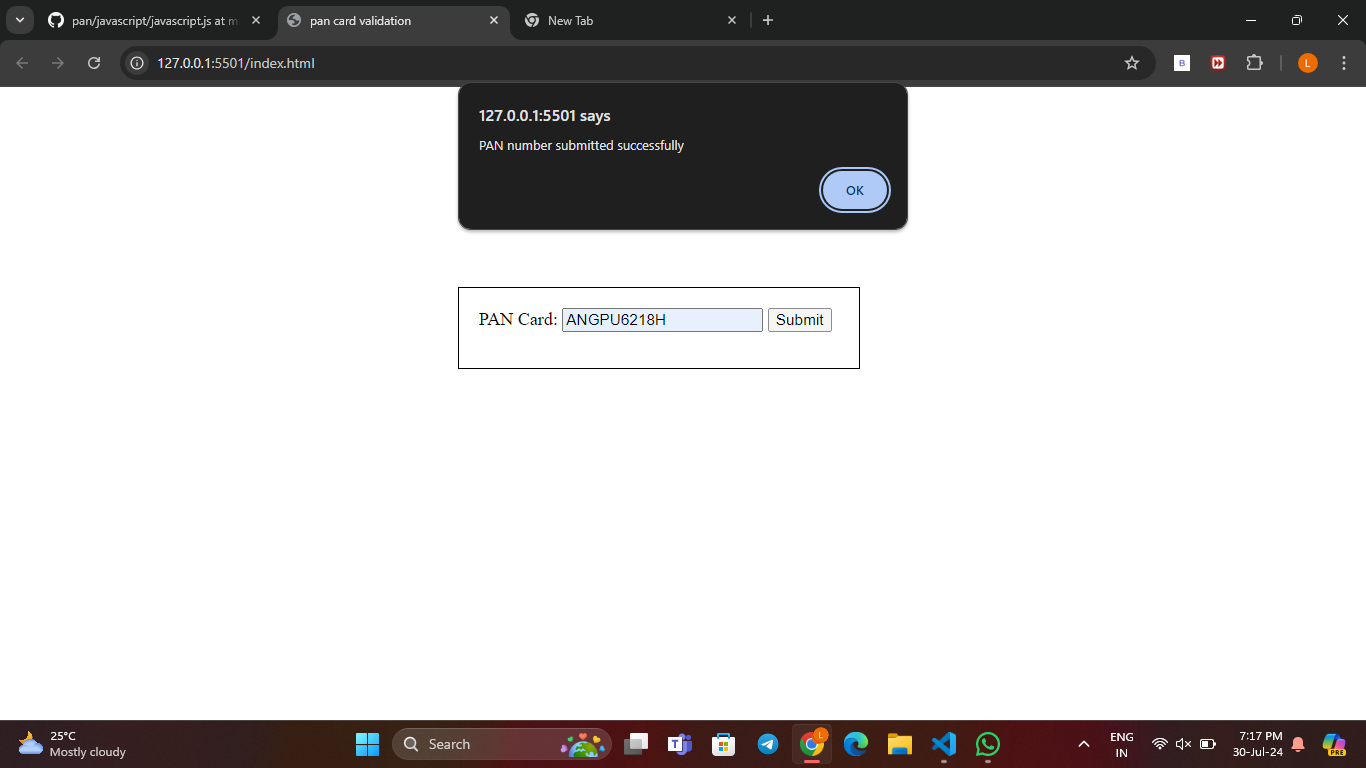 pan/javascript/javascript.js at m
pan card validation
New Tab
127.0.0.1:5501/index.html
B
L
127.0.0.1:5501 says
PAN number submitted successfully
OK
PAN Card: ANGPU6218H Submit
25°C
Mostly cloudy
Search
L
ENG
IN
7:17 PM
30-Jul-24
PRE